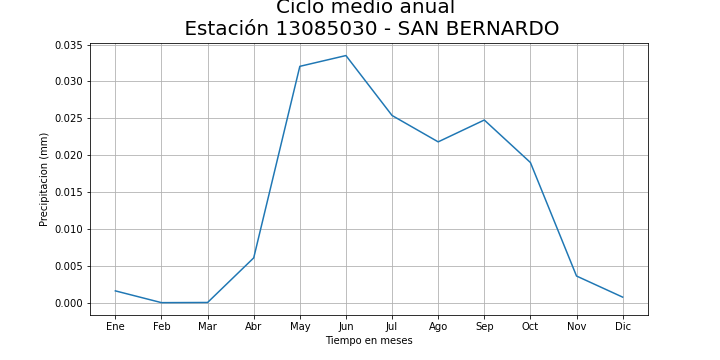 Ciclo medio anual
Estación 13085030 - SAN BERNARDO
0.035
0.030
0.025
0.020
0.015
0.010
0.005
0.000
Precipitacion (mm)
Ene Feb Mar Abr May Jun Jul Ago Sep Oct Nov Dic
Tiempo en meses